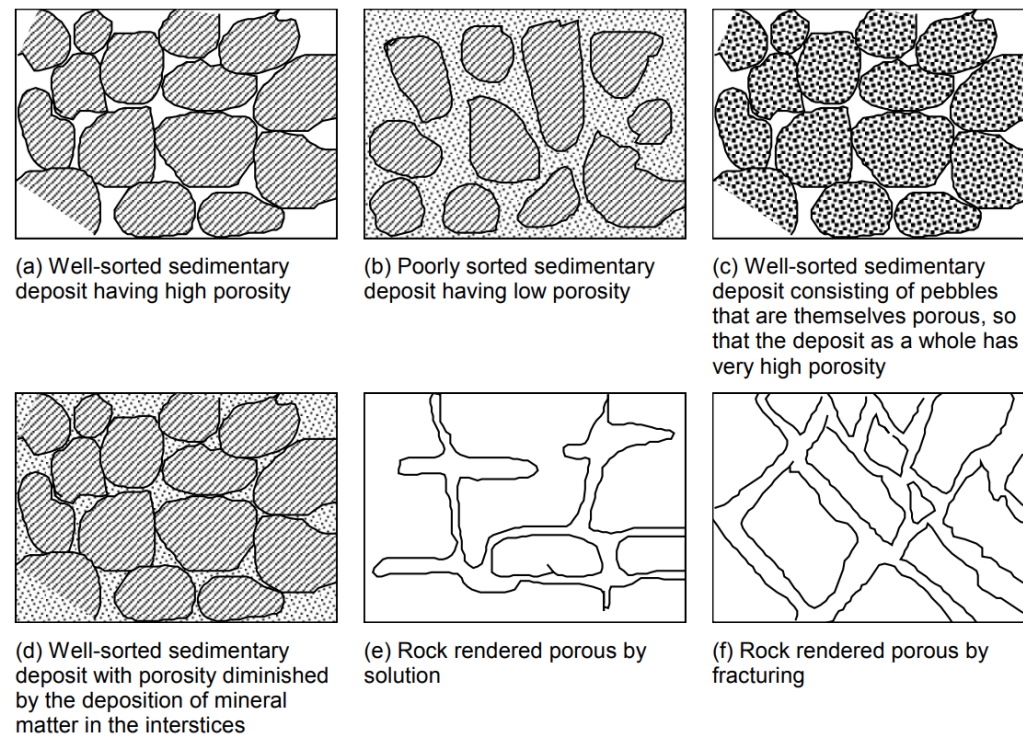 (a) Well-sorted sedimentary
deposit having high porosity
(b) Poorly sorted sedimentary
deposit having low porosity
(c) Well-sorted sedimentary
deposit consisting of pebbles
that are themselves porous, so
that the deposit as a whole has
very high porosity
(d) Well-sorted sedimentary
deposit with porosity diminished
by the deposition of mineral
matter in the interstices
(e) Rock rendered porous by
solution
(f) Rock rendered porous by
fracturing